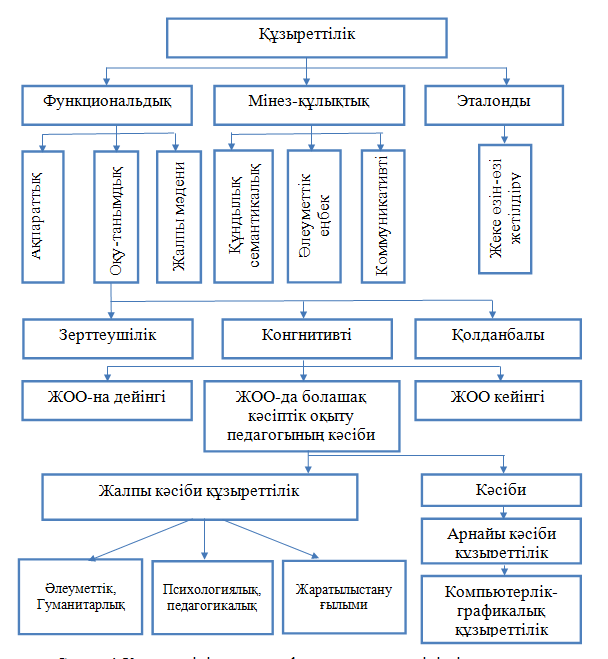 Құзыреттілік
Функциональдық
Мінез-құлықтық
Эталонды
Ақпараттық
Оқу-танымдық
Жалпы мәдени
Құндылық
семантикалық
Әлеуметтік
еңбек
Коммуникативті
Жеке өзін-өзі
жетілдіру
Зерттеушілік
Конгнитивті
Қолданбалы
ЖОО-на дейінгі
ЖОО-да болашақ
кәсіптік оқыту
педагогының кәсіби
ЖОО кейінгі
Жалпы кәсіби құзыреттілік
Кәсіби
Арнайы кәсіби
құзыреттілік
Әлеуметтік,
Гуманитарлық
Психологиялық,
педагогикалық
Жаратылыстану
ғылыми
Компьютерлік-
графикалық
құзыреттілік